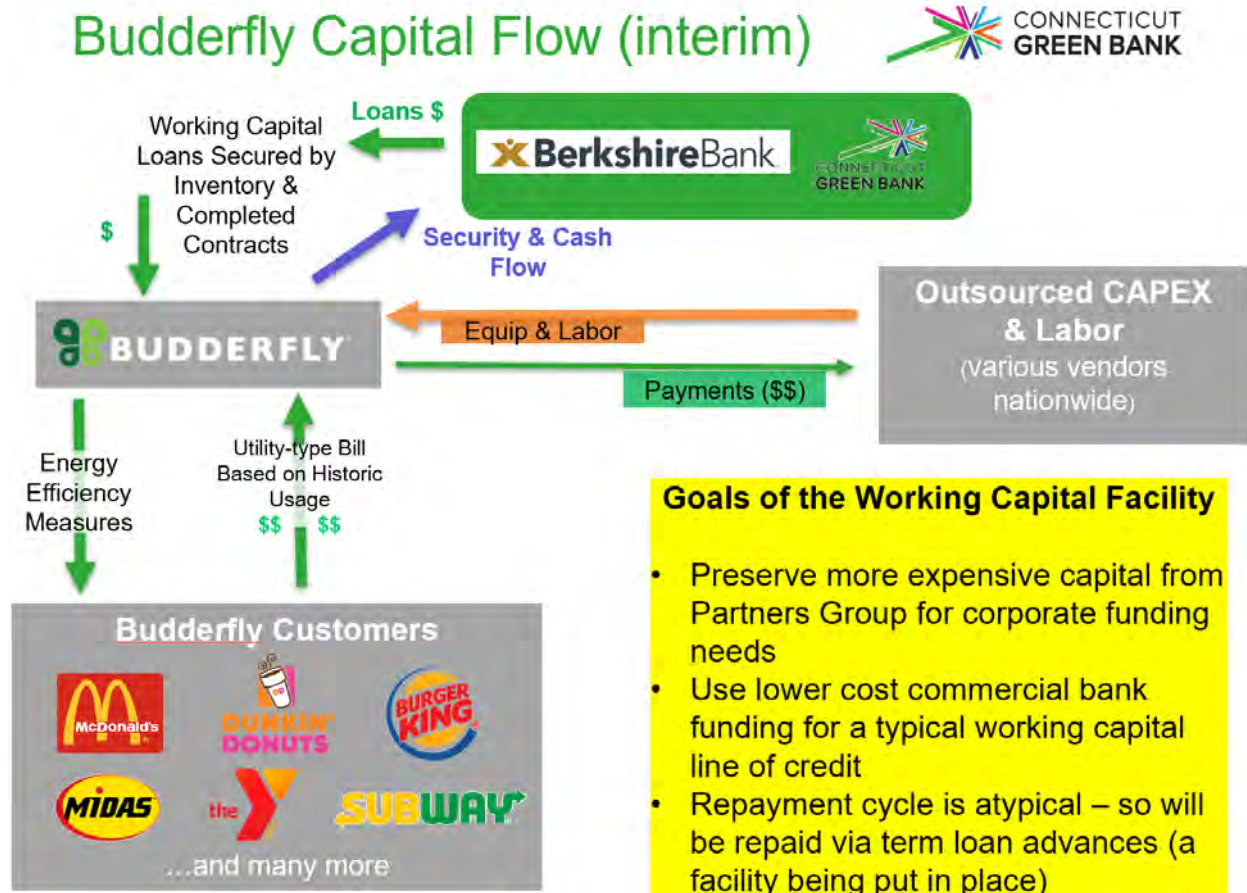 Budderfly Capital Flow (interim)
CONNECTICUT
GREEN BANK
Loans $
Working Capital
Loans Secured by
Inventory &
Completed
Contracts
$
BerkshireBank
CONNECTICUT
GREEN BANK
Security & Cash
Flow
BUDDERFLY
Equip & Labor
Payments ($$)
Outsourced CAPEX
& Labor
(various vendors
nationwide)
Energy
Efficiency
Measures
Utility-type Bill
Based on Historic
Usage
$$ $$
Budderfly Customers
McDonald's
DD
DUNKIN'
DONUTS
BURGER
KING
MIDAS
the Y
SUBWAY
...and many more
Goals of the Working Capital Facility
• Preserve more expensive capital from
Partners Group for corporate funding
needs
• Use lower cost commercial bank
funding for a typical working capital
line of credit
• Repayment cycle is atypical – so will
be repaid via term loan advances (a
facility being put in place)